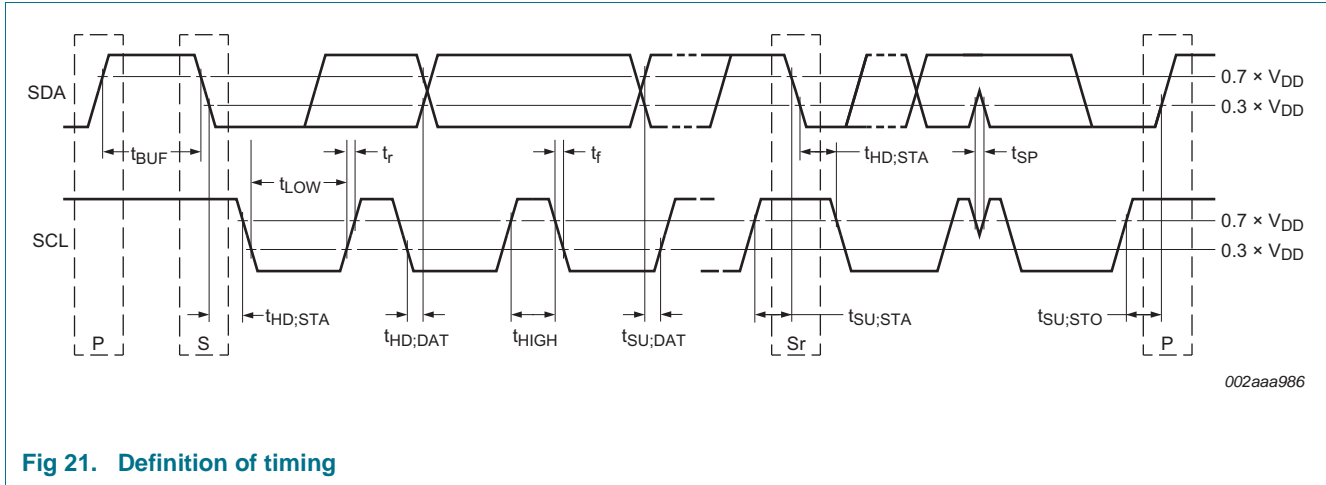 SDA
0.7 × VDD
0.3 × VDD
tBUF
tr
tf
tHD;STA
tSP
tLOW
SCL
0.7 × VDD
0.3 × VDD
tHD;STA
tHD;DAT
tHIGH
tSU;DAT
tSU;STA
tSU;STO
P
S
Sr
P
002aaa986
Fig 21. Definition of timing